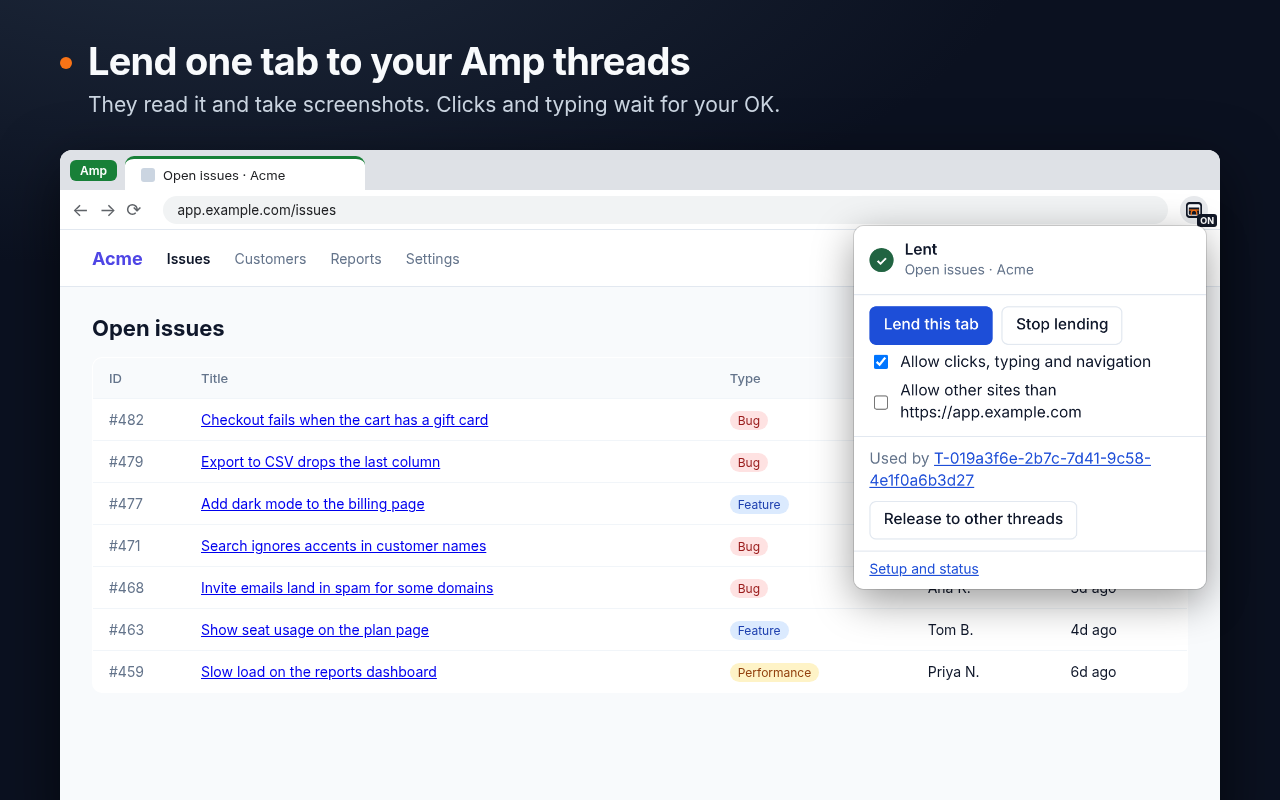 Lend one tab to your Amp threads
They read it and take screenshots. Clicks and typing wait for your OK.
Amp
Open issues · Acme
app.example.com/issues
ON
Acme Issues Customers Reports Settings
Lent
Open issues · Acme
Lend this tab Stop lending
Allow clicks, typing and navigation
Allow other sites than
https://app.example.com
Used by T-019a3f6e-2b7c-7d41-9c58-
4e1f0a6b3d27
Release to other threads
Setup and status
Open issues
ID Title Type
#482 Checkout fails when the cart has a gift card Bug
#479 Export to CSV drops the last column Bug
#477 Add dark mode to the billing page Feature
#471 Search ignores accents in customer names Bug
#468 Invite emails land in spam for some domains Bug
#463 Show seat usage on the plan page Feature Tom B. 4d ago
#459 Slow load on the reports dashboard Performance Priya N. 6d ago